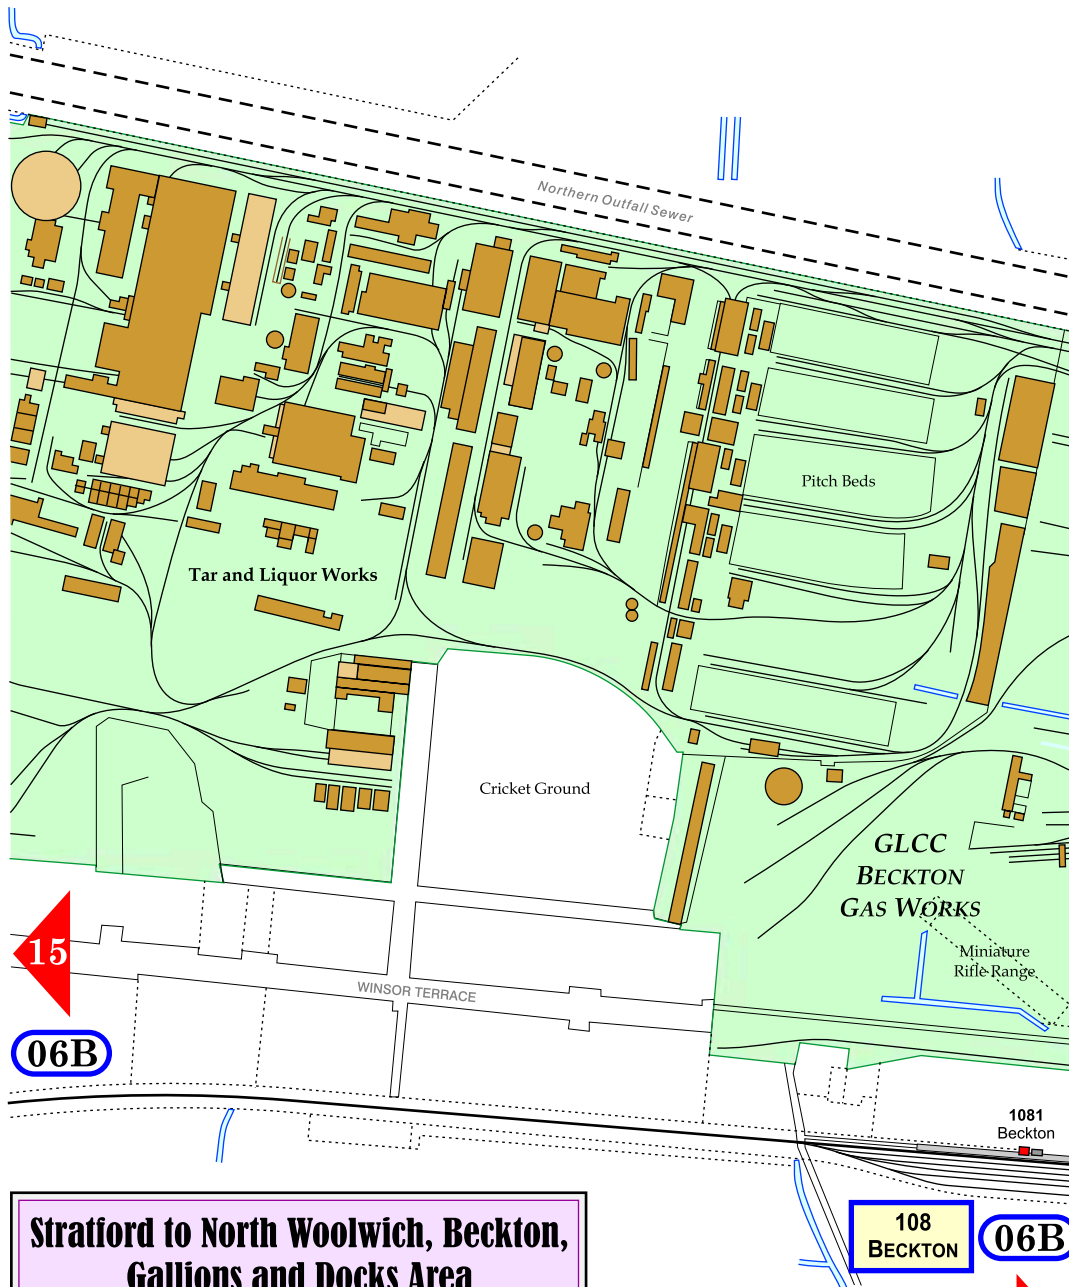 Northern Outfall Sewer
Pitch Beds
Tar and Liquor Works
Cricket Ground
GLCC
BECKTON
GAS WORKS
15
Miniature
Rifle Range
WINSOR TERRACE
06B
1081
Beckton
Stratford to North Woolwich, Beckton,
Gallions and Docks Area
108
BECKTON
06B